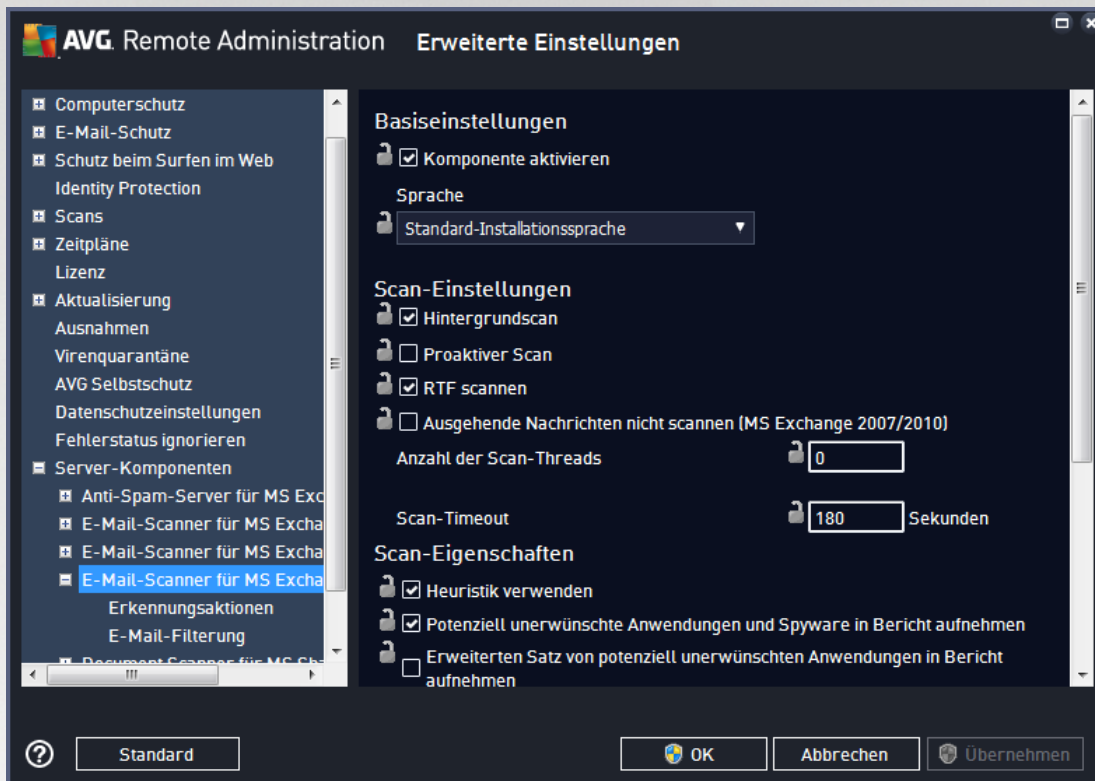 AVG. Remote Administration Erweiterte Einstellungen
Computerschutz
E-Mail-Schutz
Schutz beim Surfen im Web
Identity Protection
Scans
Zeitpläne
Lizenz
Aktualisierung
Ausnahmen
Virenquarantäne
AVG Selbstschutz
Datenschutzeinstellungen
Fehlerstatus ignorieren
Server-Komponenten
Anti-Spam-Server für MS Exc
E-Mail-Scanner für MS Excha
E-Mail-Scanner für MS Excha
E-Mail-Scanner für MS Excha
Erkennungsaktionen
E-Mail-Filterung
Document Scanner für MS Sha
Basiseinstellungen
Komponente aktivieren
Sprache
Standard-Installationssprache
Scan-Einstellungen
Hintergrundscan
Proaktiver Scan
RTF scannen
Ausgehende Nachrichten nicht scannen (MS Exchange 2007/2010)
Anzahl der Scan-Threads 0
Scan-Timeout 180 Sekunden
Scan-Eigenschaften
Heuristik verwenden
Potenziell unerwünschte Anwendungen und Spyware in Bericht aufnehmen
Erweiterten Satz von potenziell unerwünschten Anwendungen in Bericht
aufnehmen
Standard
OK
Abbrechen
Übernehmen